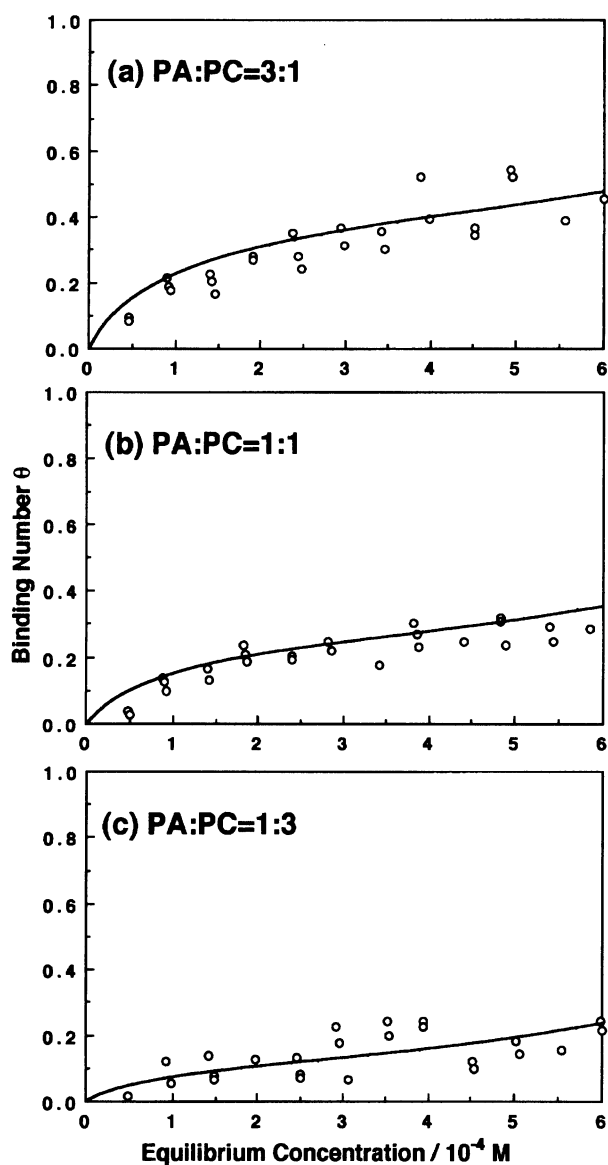 1.0
(a) PA:PC=3:1
0.8
0.6
0.4
0.2
0.0
0 1 2 3 4 5 6
1.0
(b) PA:PC=1:1
0.8
0.6
0.4
0.2
0.0
0 1 2 3 4 5 6
Binding Number θ
1.0
(c) PA:PC=1:3
0.8
0.6
0.4
0.2
0.0
0 1 2 3 4 5 6
Equilibrium Concentration / 10⁻⁴ M